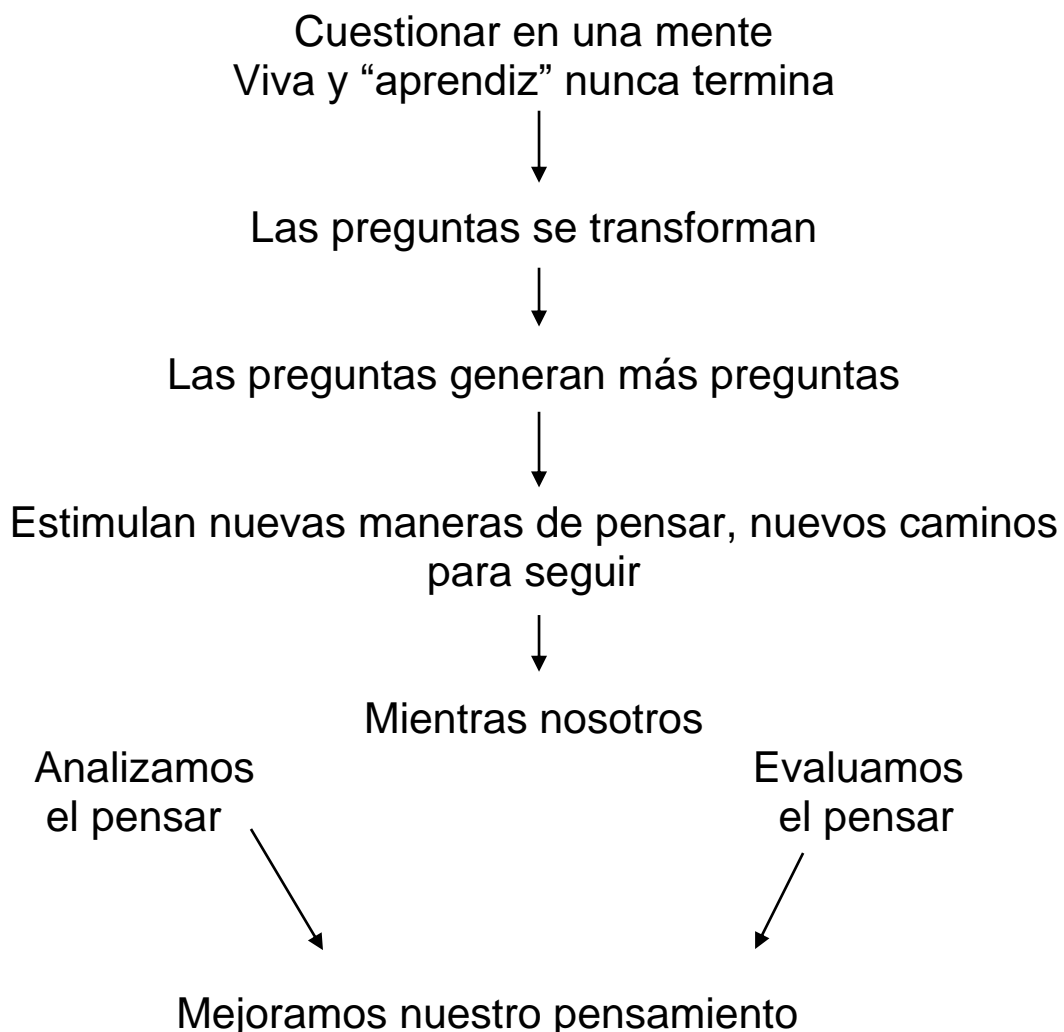 Cuestionar en una mente
Viva y “aprendiz” nunca termina
Las preguntas se transforman
Las preguntas generan más preguntas
Estimulan nuevas maneras de pensar, nuevos caminos
para seguir
Mientras nosotros
Analizamos
el pensar
Evaluamos
el pensar
Mejoramos nuestro pensamiento